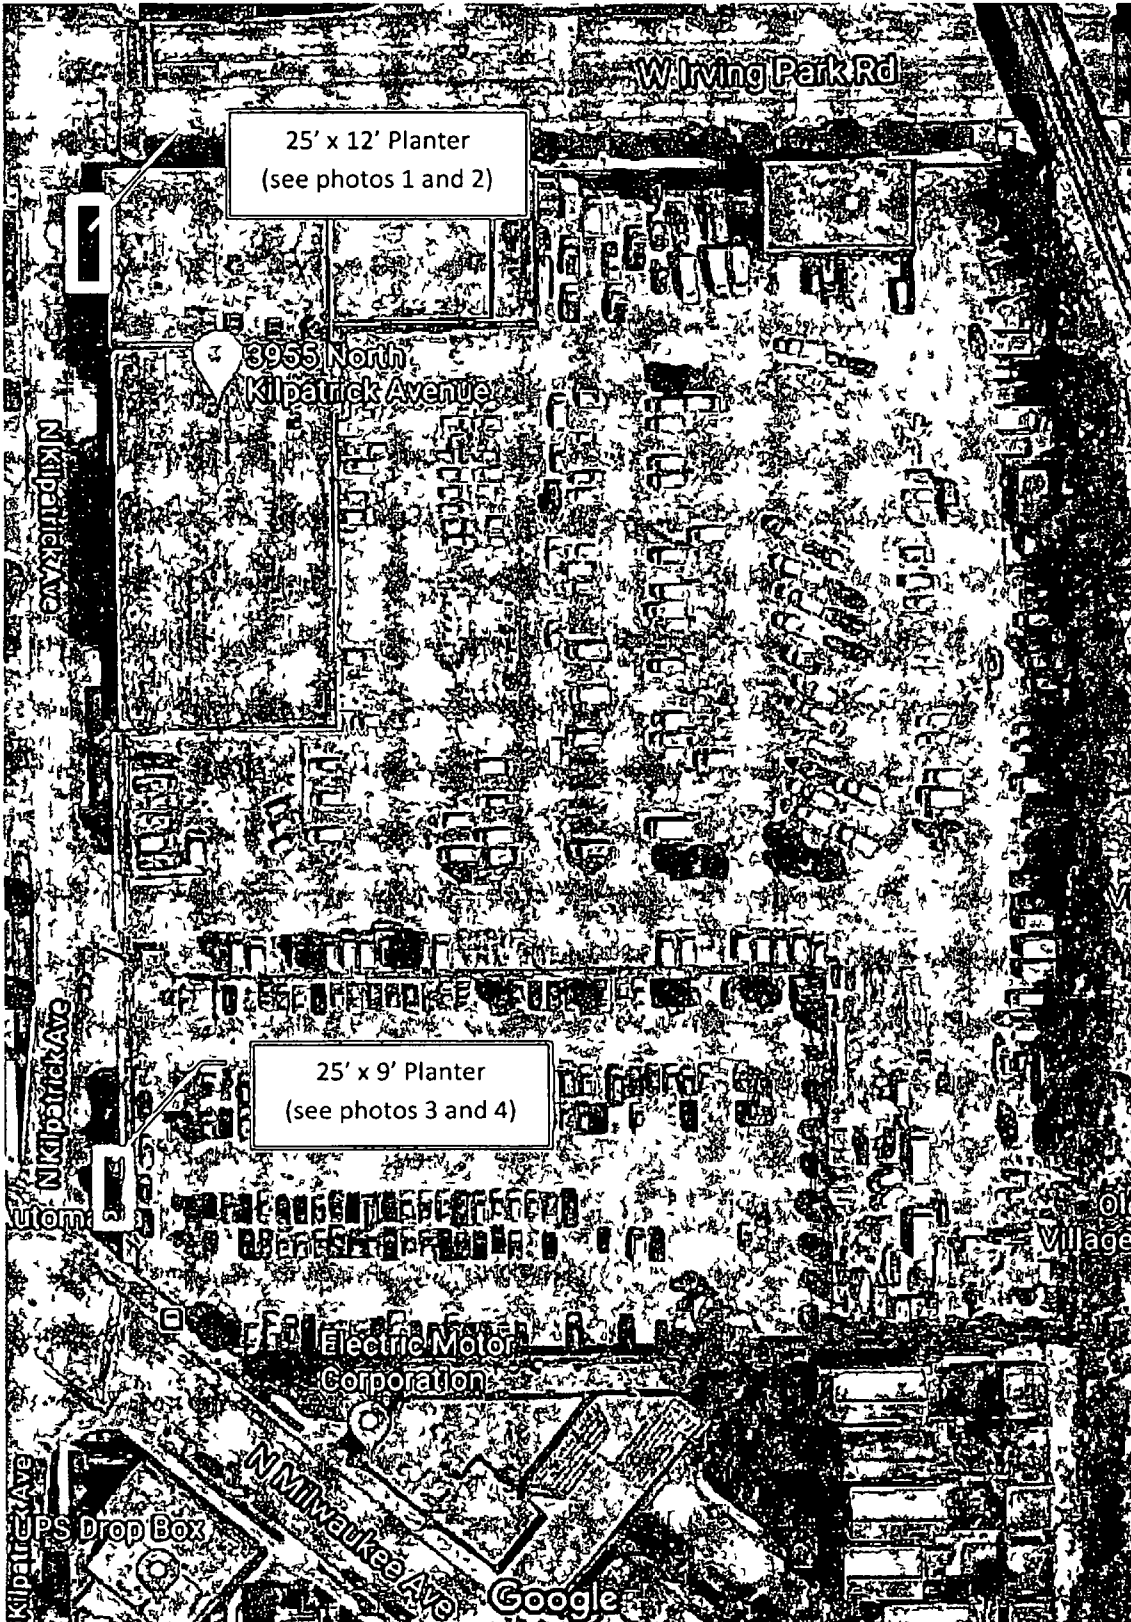 W Irving Park Rd
25' x 12' Planter
(see photos 1 and 2)
3955 North
Kilpatrick Avenue
N Kilpatrick Ave
25' x 9' Planter
(see photos 3 and 4)
N Kilpatrick Ave
Autom
Ol
Village
Electric Motor
Corporation
N Milwaukee Ave
Kilpatrick Ave
UPS Drop Box
Google